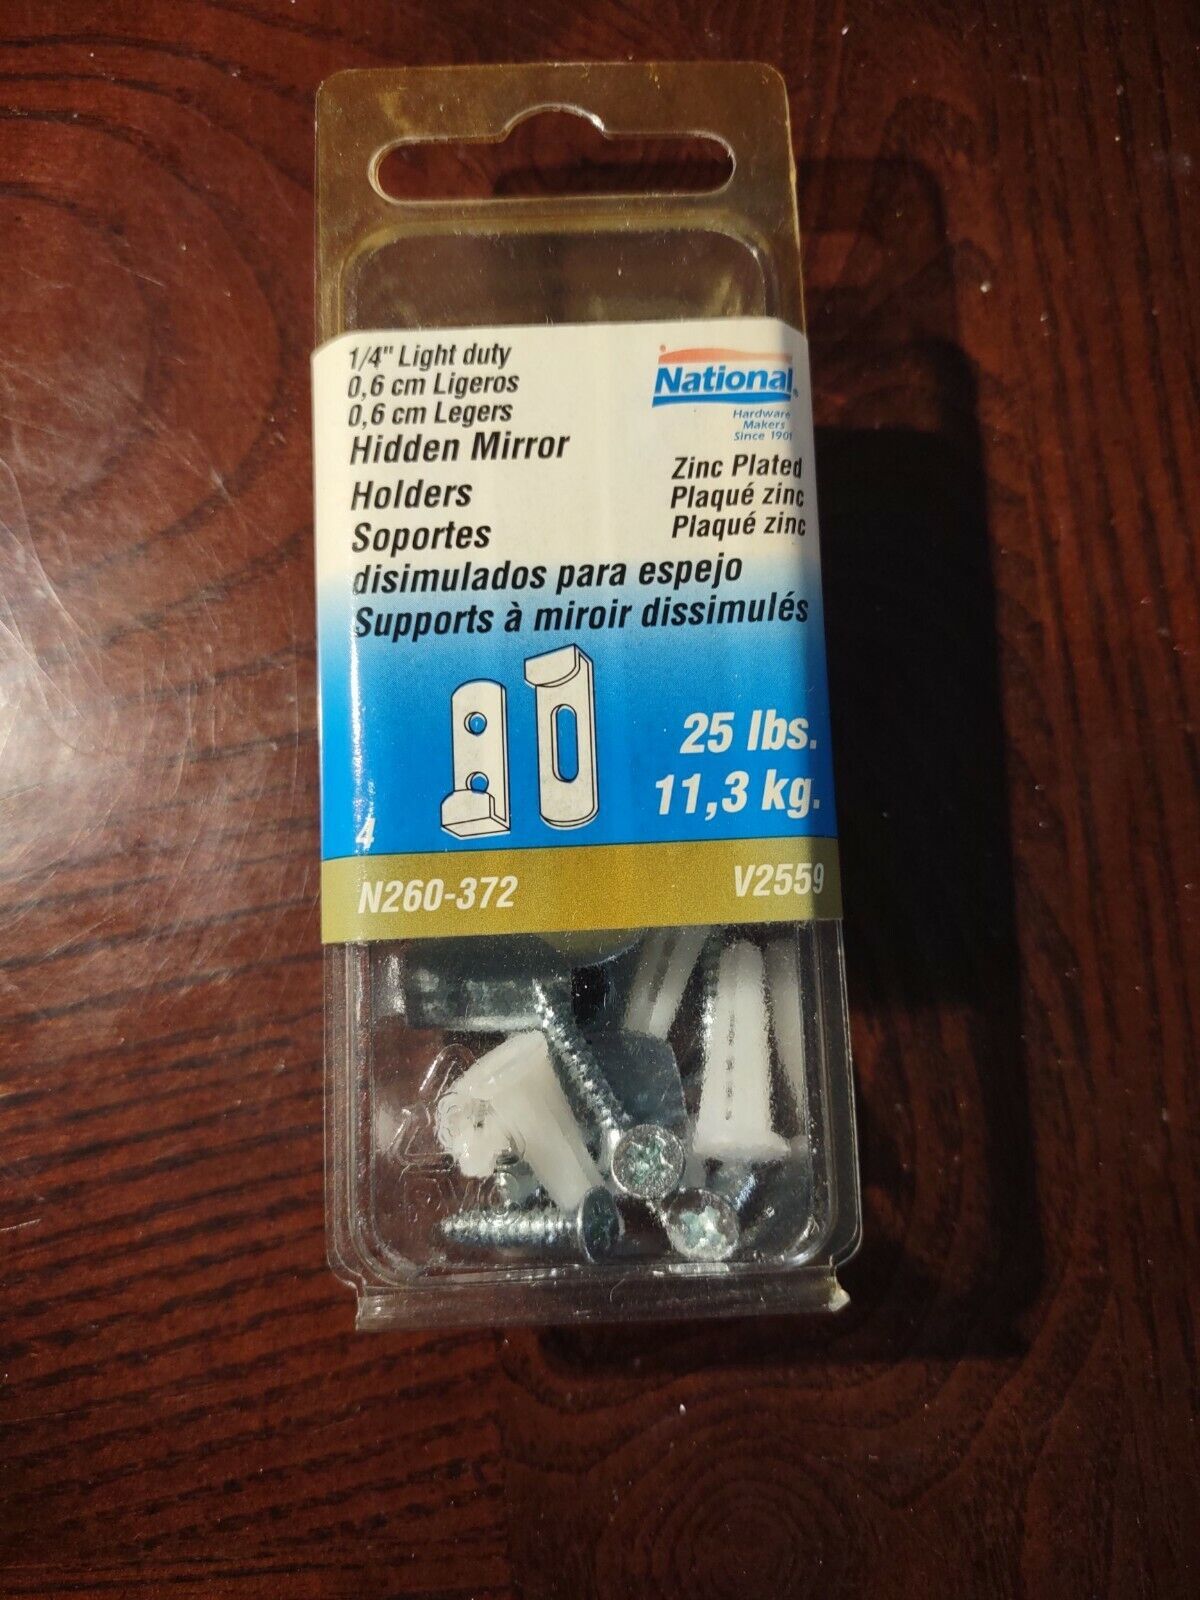 1/4" Light duty
0,6 cm Ligeros
0,6 cm Legers
Hidden Mirror
Holders
Soportes
disimulados para espejo
Supports à miroir dissimulés
National
Hardware
Makers
Since 1901
Zinc Plated
Plaqué zinc
Plaqué zinc
25 lbs.
11,3 kg.
4
N260-372
V2559